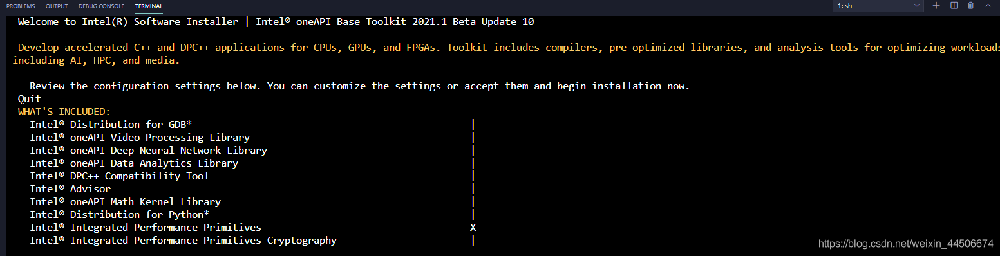 PROBLEMS OUTPUT DEBUG CONSOLE TERMINAL 1: sh
Welcome to Intel(R) Software Installer | Intel® oneAPI Base Toolkit 2021.1 Beta Update 10
--------------------------------------------------------------------------------
Develop accelerated C++ and DPC++ applications for CPUs, GPUs, and FPGAs. Toolkit includes compilers, pre-optimized libraries, and analysis tools for optimizing workloads
including AI, HPC, and media.
Review the configuration settings below. You can customize the settings or accept them and begin installation now.
Quit
WHAT'S INCLUDED:
Intel® Distribution for GDB* |
Intel® oneAPI Video Processing Library |
Intel® oneAPI Deep Neural Network Library |
Intel® oneAPI Data Analytics Library |
Intel® DPC++ Compatibility Tool |
Intel® Advisor |
Intel® oneAPI Math Kernel Library |
Intel® Distribution for Python* |
Intel® Integrated Performance Primitives X
Intel® Integrated Performance Primitives Cryptography |
https://blog.csdn.net/weixin_44506674